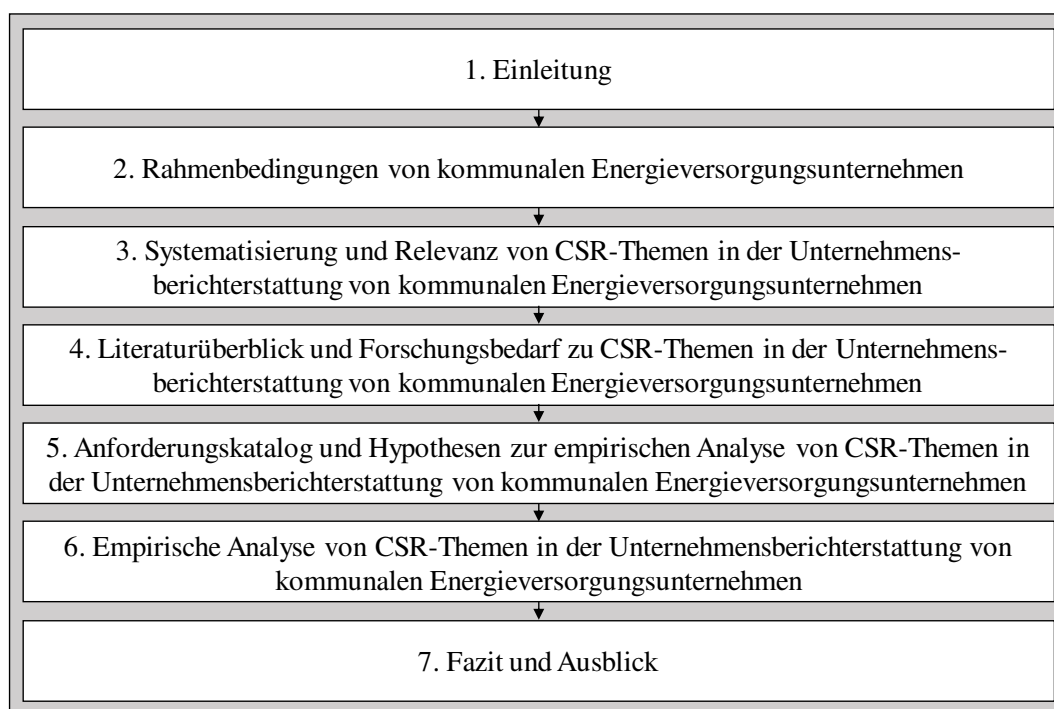 1. Einleitung
2. Rahmenbedingungen von kommunalen Energieversorgungsunternehmen
3. Systematisierung und Relevanz von CSR-Themen in der Unternehmens-
berichterstattung von kommunalen Energieversorgungsunternehmen
4. Literaturüberblick und Forschungsbedarf zu CSR-Themen in der Unternehmens-
berichterstattung von kommunalen Energieversorgungsunternehmen
5. Anforderungskatalog und Hypothesen zur empirischen Analyse von CSR-Themen in
der Unternehmensberichterstattung von kommunalen Energieversorgungsunternehmen
6. Empirische Analyse von CSR-Themen in der Unternehmensberichterstattung von
kommunalen Energieversorgungsunternehmen
7. Fazit und Ausblick